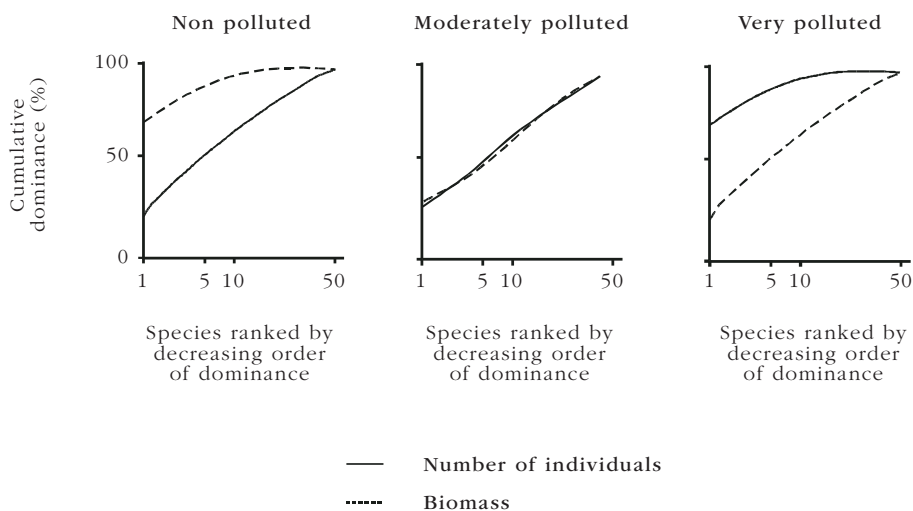 Non polluted
Moderately polluted
Very polluted
Cumulative
dominance (%)
100
50
0
1 5 10 50
1 5 10 50
1 5 10 50
Species ranked by
decreasing order
of dominance
Species ranked by
decreasing order
of dominance
Species ranked by
decreasing order
of dominance
Number of individuals
Biomass